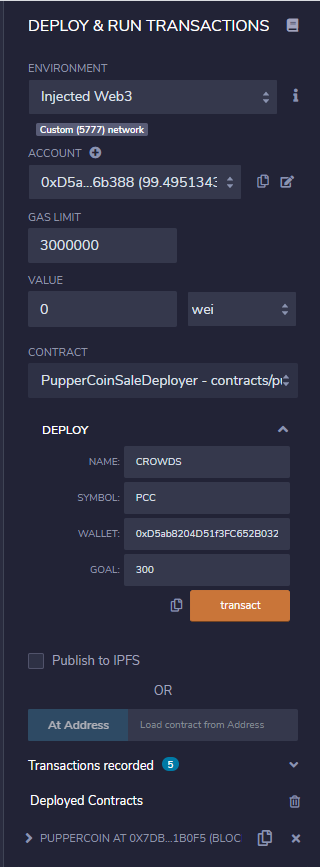 DEPLOY & RUN TRANSACTIONS
ENVIRONMENT
Injected Web3
Custom (5777) network
ACCOUNT
0xD5a...6b388 (99.4951343
GAS LIMIT
3000000
VALUE
0 wei
CONTRACT
PupperCoinSaleDeployer - contracts/pu
DEPLOY
NAME: CROWDS
SYMBOL: PCC
WALLET: 0xD5ab8204D51f3FC652B032
GOAL: 300
transact
Publish to IPFS
OR
At Address Load contract from Address
Transactions recorded 5
Deployed Contracts
PUPPERCOIN AT 0X7DB...1B0F5 (BLOC